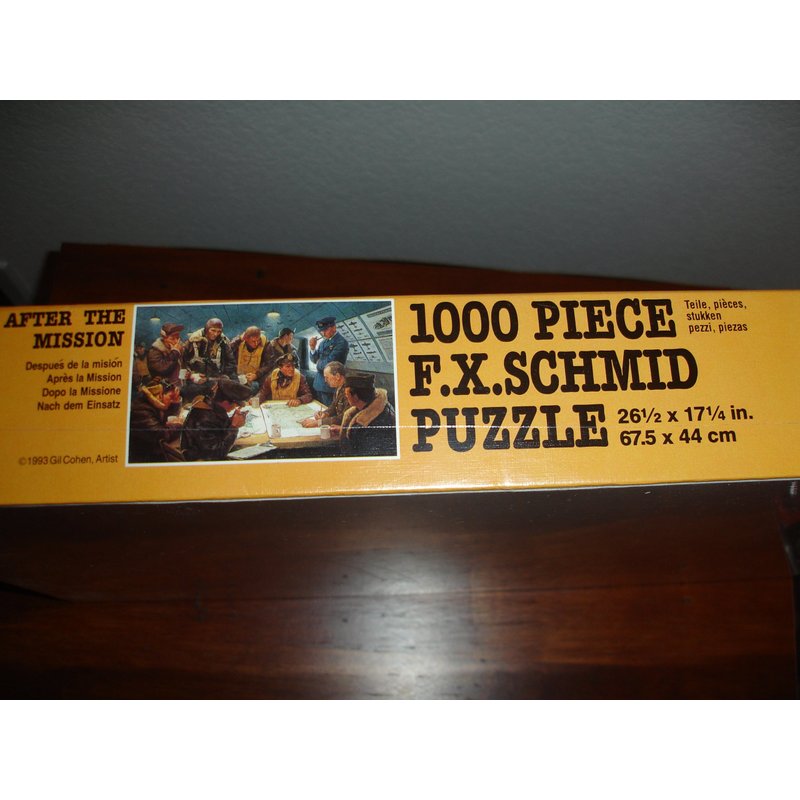 AFTER THE
MISSION
Despues de la misión
Après la Mission
Dopo la Missione
Nach dem Einsatz
©1993 Gil Cohen, Artist
1000 PIECE
F.X.SCHMID
PUZZLE
Teile, pièces,
stukken
pezzi, piezas
26½ x 17¼ in.
67.5 x 44 cm